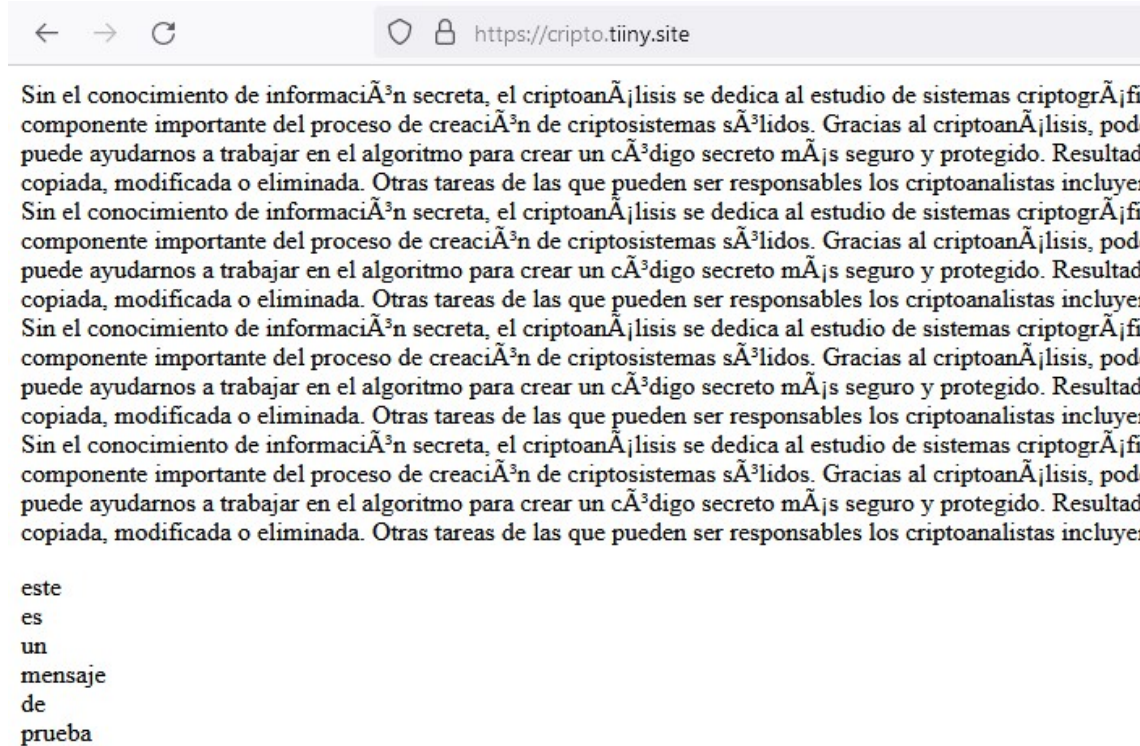 https://cripto.tiiny.site
Sin el conocimiento de informaciÃ³n secreta, el criptoanÃ¡lisis se dedica al estudio de sistemas criptogrÃ¡fi
componente importante del proceso de creaciÃ³n de criptosistemas sÃ³lidos. Gracias al criptoanÃ¡lisis, pod
puede ayudarnos a trabajar en el algoritmo para crear un cÃ³digo secreto mÃ¡s seguro y protegido. Resultad
copiada, modificada o eliminada. Otras tareas de las que pueden ser responsables los criptoanalistas incluye
Sin el conocimiento de informaciÃ³n secreta, el criptoanÃ¡lisis se dedica al estudio de sistemas criptogrÃ¡fi
componente importante del proceso de creaciÃ³n de criptosistemas sÃ³lidos. Gracias al criptoanÃ¡lisis, pod
puede ayudarnos a trabajar en el algoritmo para crear un cÃ³digo secreto mÃ¡s seguro y protegido. Resultad
copiada, modificada o eliminada. Otras tareas de las que pueden ser responsables los criptoanalistas incluye
Sin el conocimiento de informaciÃ³n secreta, el criptoanÃ¡lisis se dedica al estudio de sistemas criptogrÃ¡fi
componente importante del proceso de creaciÃ³n de criptosistemas sÃ³lidos. Gracias al criptoanÃ¡lisis, pod
puede ayudarnos a trabajar en el algoritmo para crear un cÃ³digo secreto mÃ¡s seguro y protegido. Resultad
copiada, modificada o eliminada. Otras tareas de las que pueden ser responsables los criptoanalistas incluye
Sin el conocimiento de informaciÃ³n secreta, el criptoanÃ¡lisis se dedica al estudio de sistemas criptogrÃ¡fi
componente importante del proceso de creaciÃ³n de criptosistemas sÃ³lidos. Gracias al criptoanÃ¡lisis, pod
puede ayudarnos a trabajar en el algoritmo para crear un cÃ³digo secreto mÃ¡s seguro y protegido. Resultad
copiada, modificada o eliminada. Otras tareas de las que pueden ser responsables los criptoanalistas incluye
este
es
un
mensaje
de
prueba